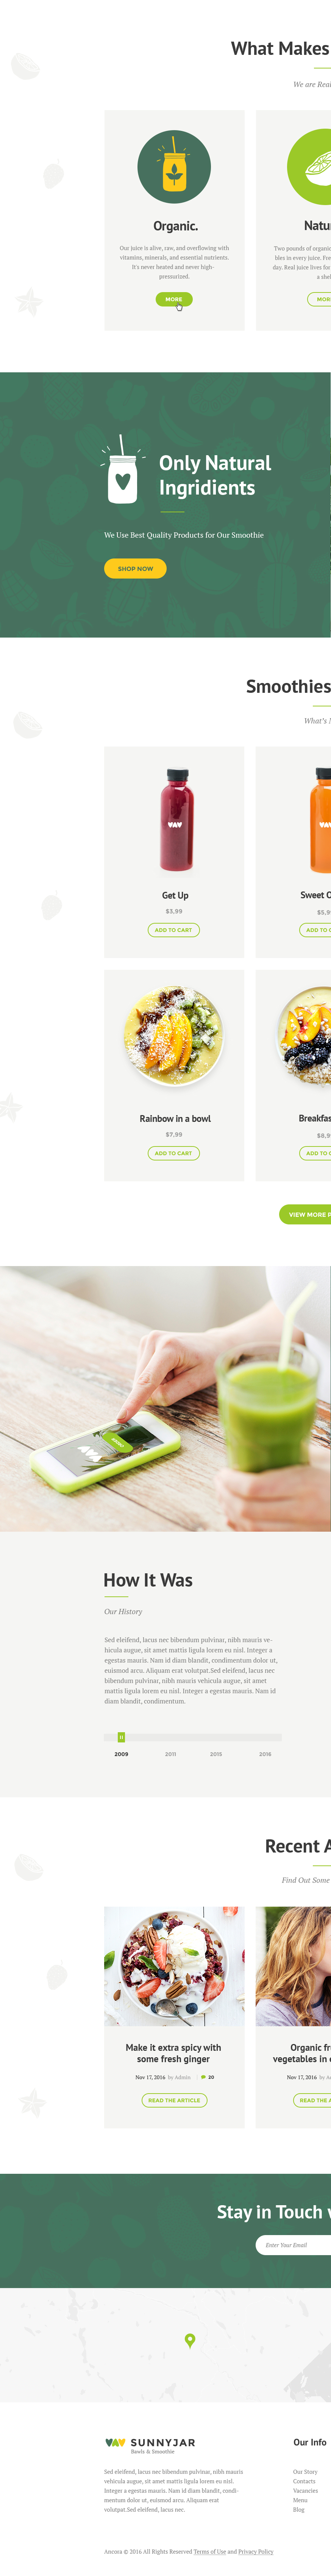 What Makes
We are Real
Organic.
Our juice is alive, raw, and overflowing with
vitamins, minerals, and essential nutrients.
It's never heated and never high-
pressurized.
MORE
Two pounds of organic
bles in every juice. Fre
day. Real juice lives for
a shel
Only Natural
Ingridients
We Use Best Quality Products for Our Smoothie
SHOP NOW
Smoothies
What's
Get Up
$3,99
ADD TO CART
Sweet O
$5,9
ADD TO
Rainbow in a bowl
$7,99
ADD TO CART
Breakfas
$8,9
ADD TO
VIEW MORE
How It Was
Our History
Sed eleifend, lacus nec bibendum pulvinar, nibh mauris ve-
hicula augue, sit amet mattis ligula lorem eu nisl. Integer a
egestas mauris. Nam id diam blandit, condimentum dolor ut,
euismod arcu. Aliquam erat volutpat.Sed eleifend, lacus nec
bibendum pulvinar, nibh mauris vehicula augue, sit amet
mattis ligula lorem eu nisl. Integer a egestas mauris. Nam id
diam blandit, condimentum.
2009 2011 2015 2016
Recent A
Find Out Some
Make it extra spicy with
some fresh ginger
Nov 17, 2016 by Admin 20
READ THE ARTICLE
Organic fr
vegetables in
Nov 17, 2016 by A
READ THE A
Stay in Touch
Enter Your Email
SUNNYJAR
Bowls & Smoothie
Sed eleifend, lacus nec bibendum pulvinar, nibh mauris
vehicula augue, sit amet mattis ligula lorem eu nisl.
Integer a egestas mauris. Nam id diam blandit, condi-
mentum dolor ut, euismod arcu. Aliquam erat
volutpat.Sed eleifend, lacus nec.
Our Info
Our Story
Contacts
Vacancies
Menu
Blog
Ancora © 2016 All Rights Reserved Terms of Use and Privacy Policy